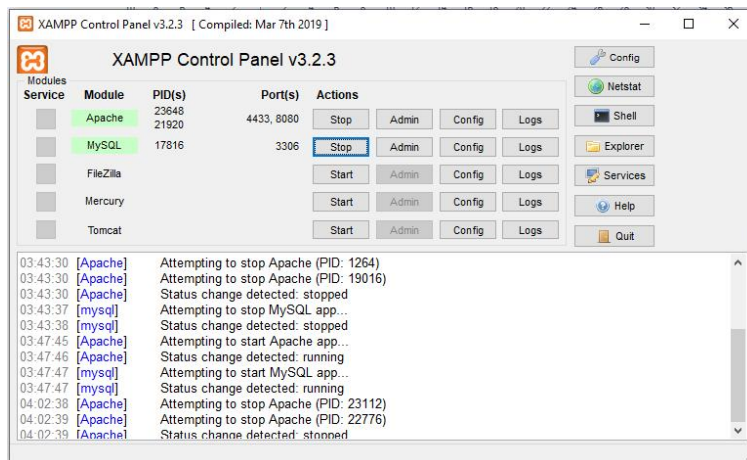 XAMPP Control Panel v3.2.3 [ Compiled: Mar 7th 2019 ]
XAMPP Control Panel v3.2.3
Config
Modules
Service Module PID(s) Port(s) Actions
Netstat
Apache 23648 21920 4433, 8080 Stop Admin Config Logs
Shell
MySQL 17816 3306 Stop Admin Config Logs
Explorer
FileZilla Start Admin Config Logs
Services
Mercury Start Admin Config Logs
Help
Tomcat Start Admin Config Logs
Quit
03:43:30 [Apache] Attempting to stop Apache (PID: 1264)
03:43:30 [Apache] Attempting to stop Apache (PID: 19016)
03:43:30 [Apache] Status change detected: stopped
03:43:37 [mysql] Attempting to stop MySQL app...
03:43:38 [mysql] Status change detected: stopped
03:47:45 [Apache] Attempting to start Apache app...
03:47:46 [Apache] Status change detected: running
03:47:47 [mysql] Attempting to start MySQL app...
03:47:47 [mysql] Status change detected: running
04:02:38 [Apache] Attempting to stop Apache (PID: 23112)
04:02:39 [Apache] Attempting to stop Apache (PID: 22776)
04:02:39 [Apache] Status change detected: stopped